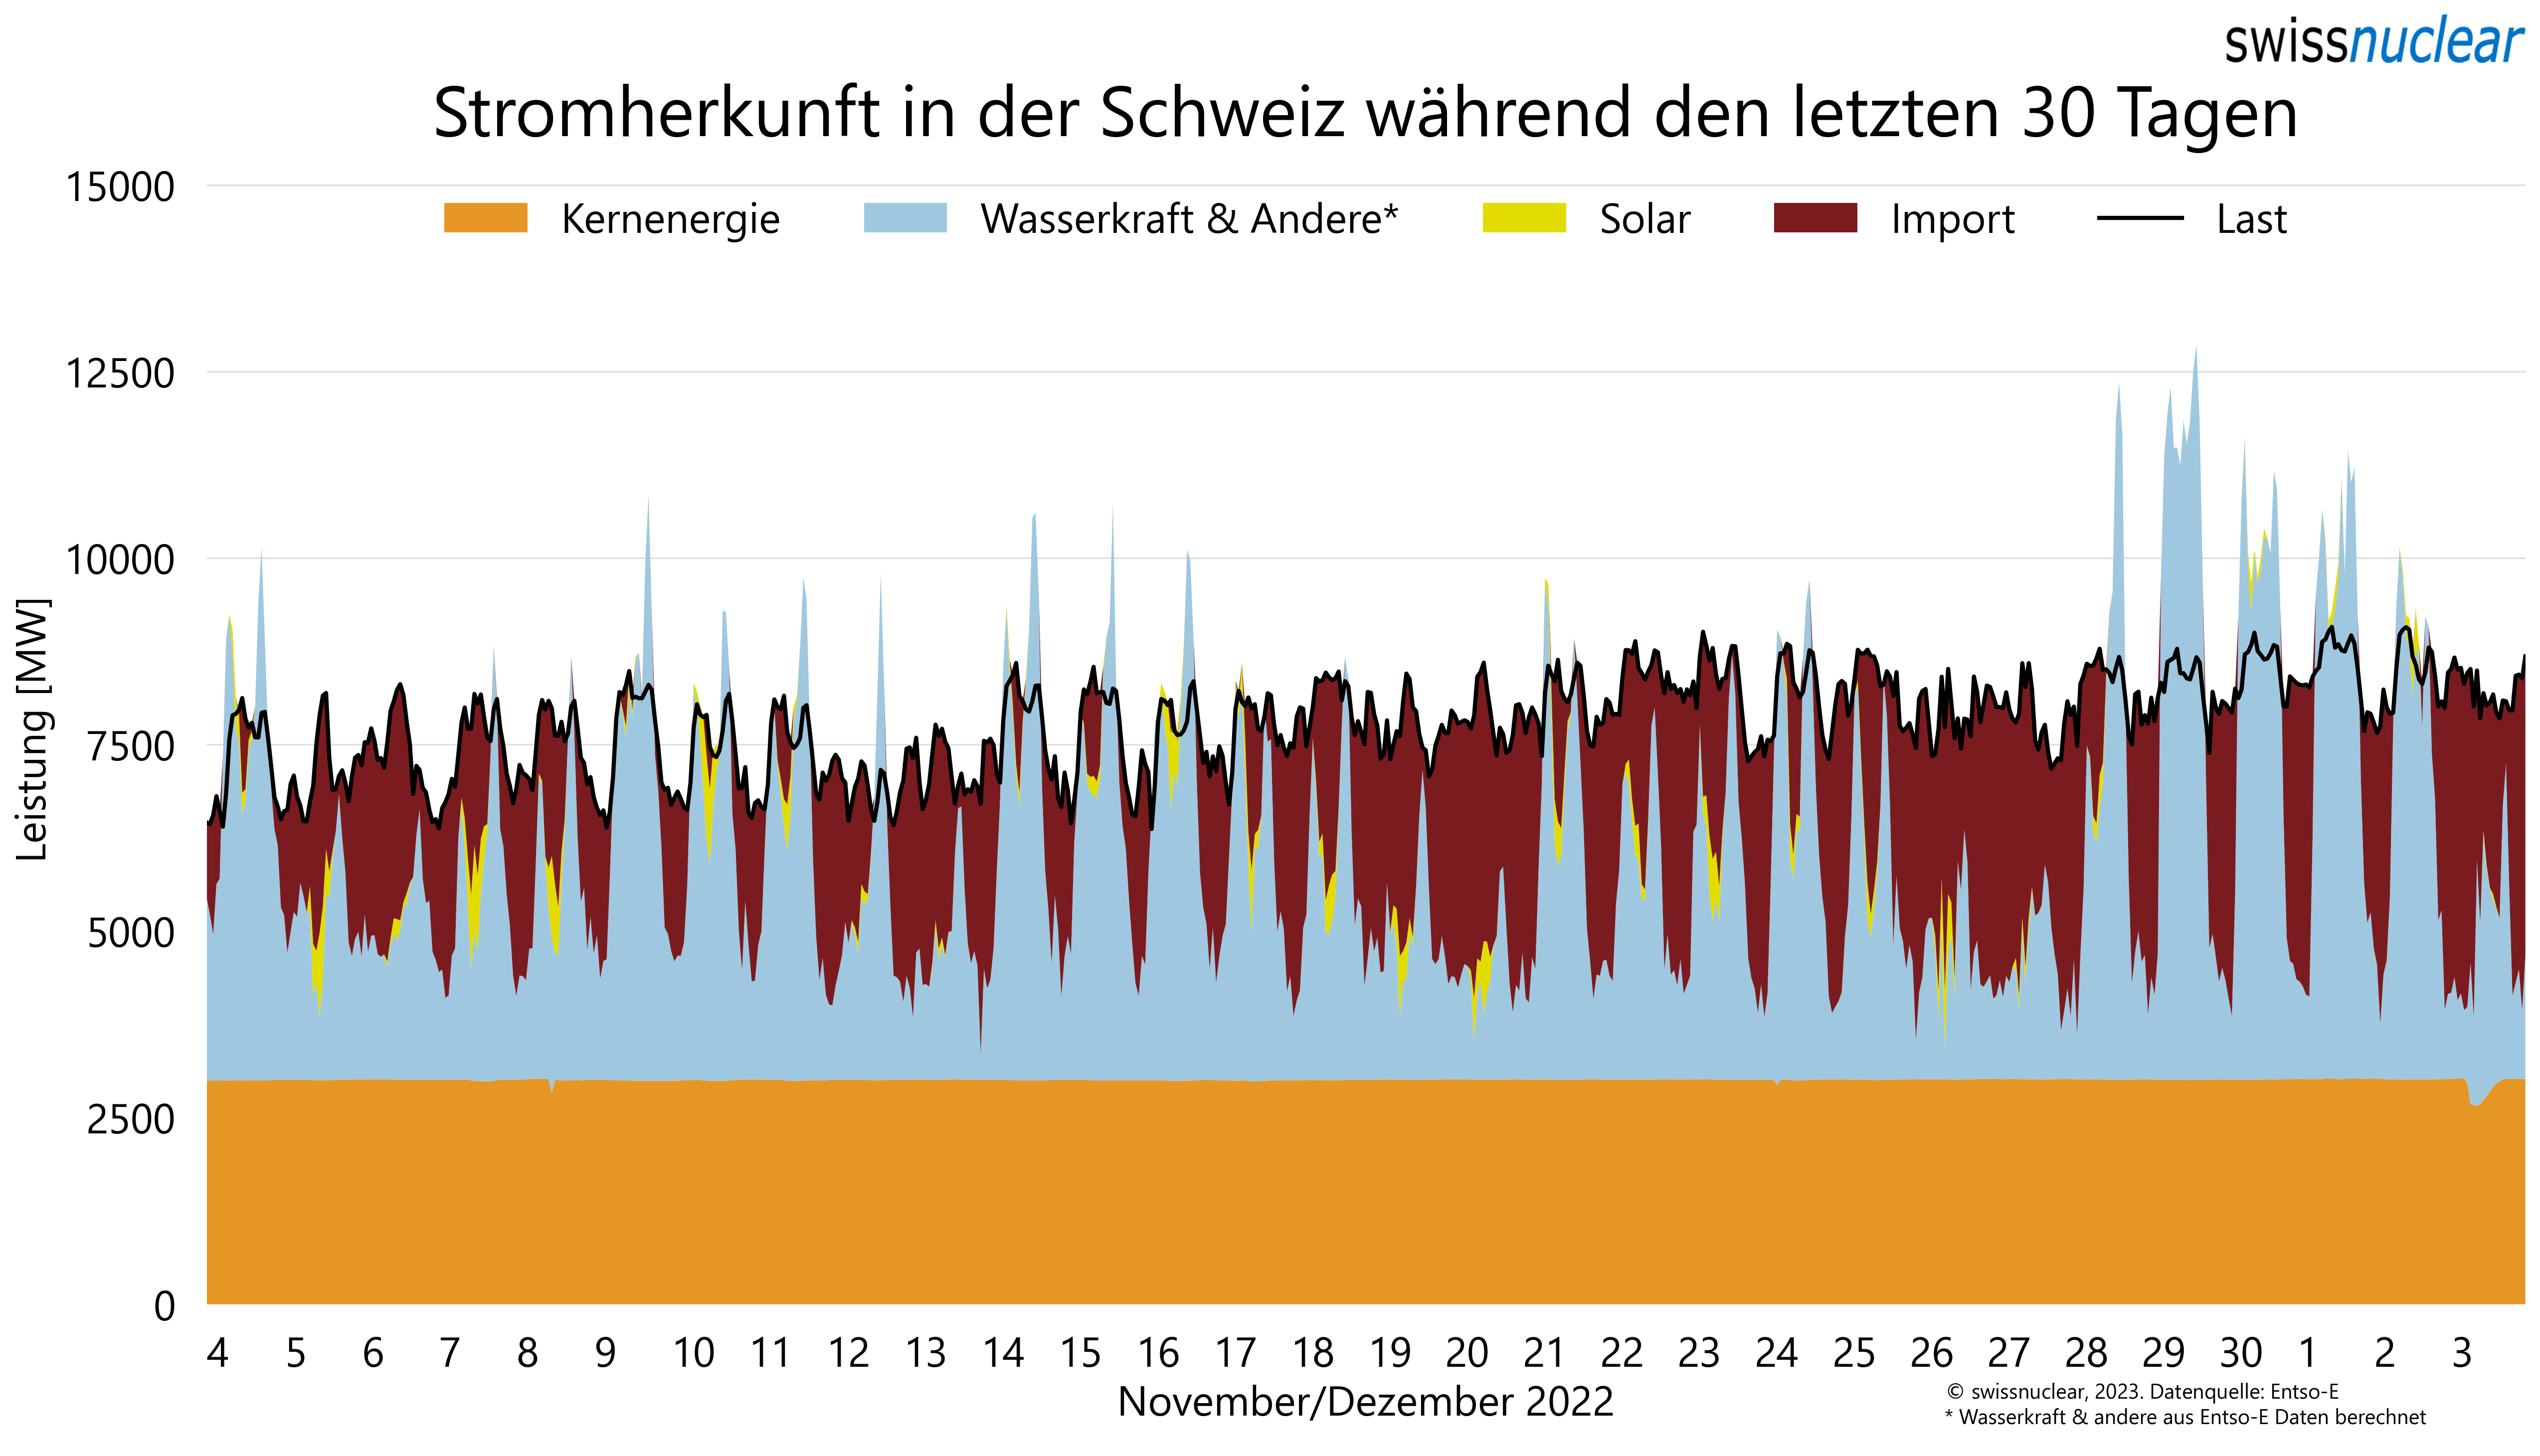 swissnuclear
Stromherkunft in der Schweiz während den letzten 30 Tagen
15000
Kernenergie Wasserkraft & Andere* Solar Import Last
12500
10000
7500
5000
2500
0
Leistung [MW]
4 5 6 7 8 9 10 11 12 13 14 15 16 17 18 19 20 21 22 23 24 25 26 27 28 29 30 1 2 3
November/Dezember 2022
© swissnuclear, 2023. Datenquelle: Entso-E
* Wasserkraft & andere aus Entso-E Daten berechnet